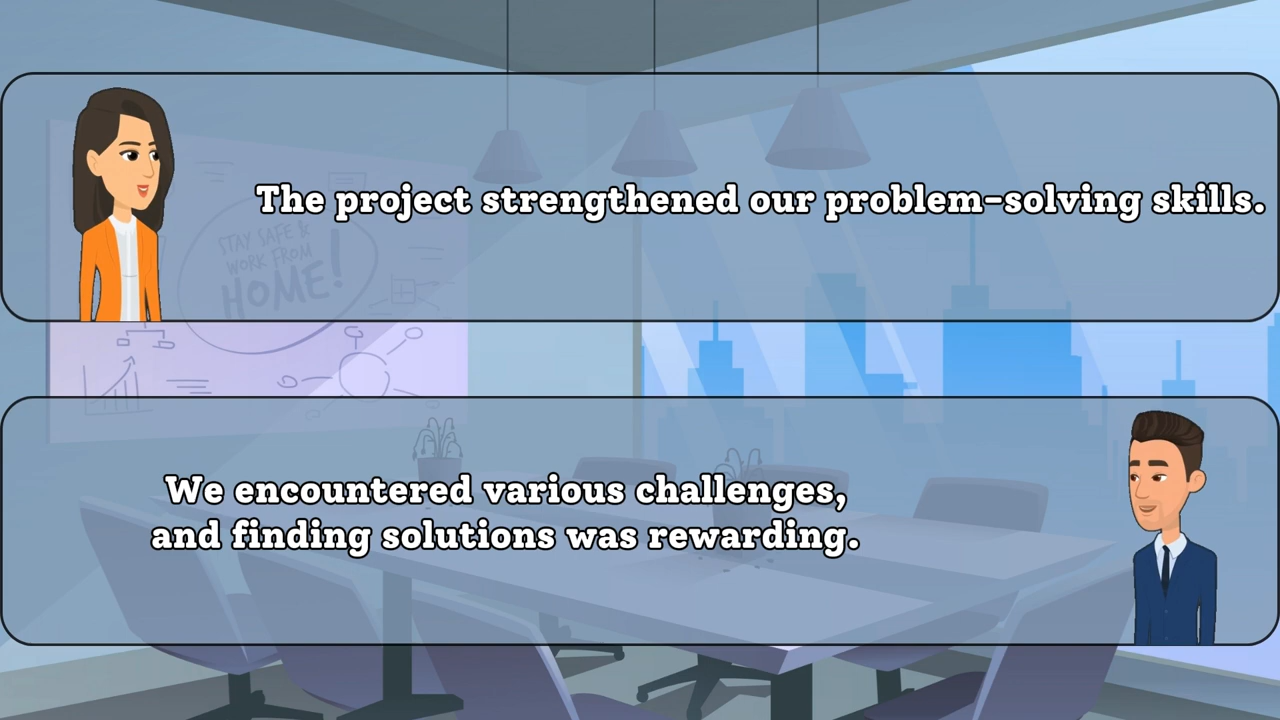 The project strengthened our problem-solving skills.
STAY SAFE &
WORK FROM
HOME!
We encountered various challenges,
and finding solutions was rewarding.